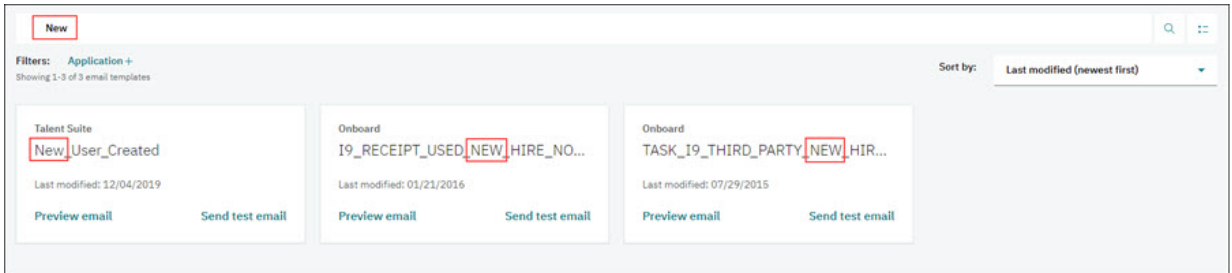 New
Filters: Application +
Showing 1-3 of 3 email templates
Sort by: Last modified (newest first)
Talent Suite
New_User_Created
Last modified: 12/04/2019
Preview email Send test email
Onboard
I9_RECEIPT_USED_NEW_HIRE_NO...
Last modified: 01/21/2016
Preview email Send test email
Onboard
TASK_I9_THIRD_PARTY_NEW_HIR...
Last modified: 07/29/2015
Preview email Send test email